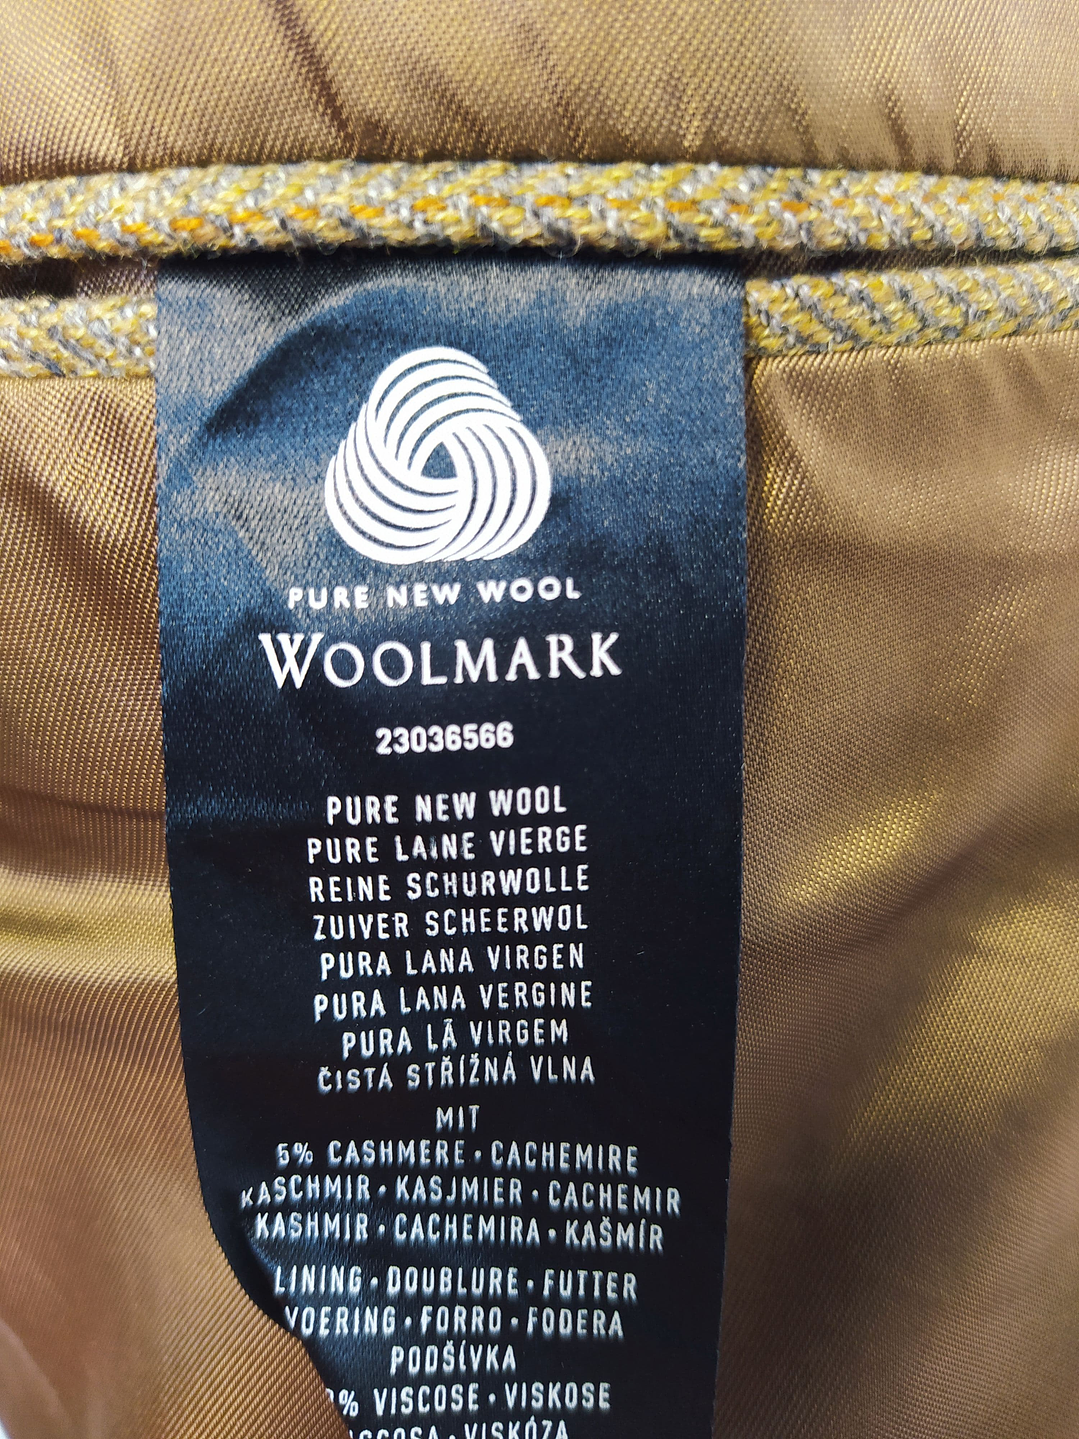 PURE NEW WOOL
WOOLMARK
23036566
PURE NEW WOOL
PURE LAINE VIERGE
REINE SCHURWOLLE
ZUIVER SCHEERWOL
PURA LANA VIRGEN
PURA LANA VERGINE
PURA LÃ VIRGEM
ČISTÁ STŘÍŽNÁ VLNA
MIT
5% CASHMERE · CACHEMIRE
KASCHMIR · KASJMIER · CACHEMIR
KASHMIR · CACHEMIRA · KAŠMÍR
LINING · DOUBLURE · FUTTER
VOERING · FORRO · FODERA
PODŠÍVKA
% VISCOSE · VISKOSE
VISKÓZA